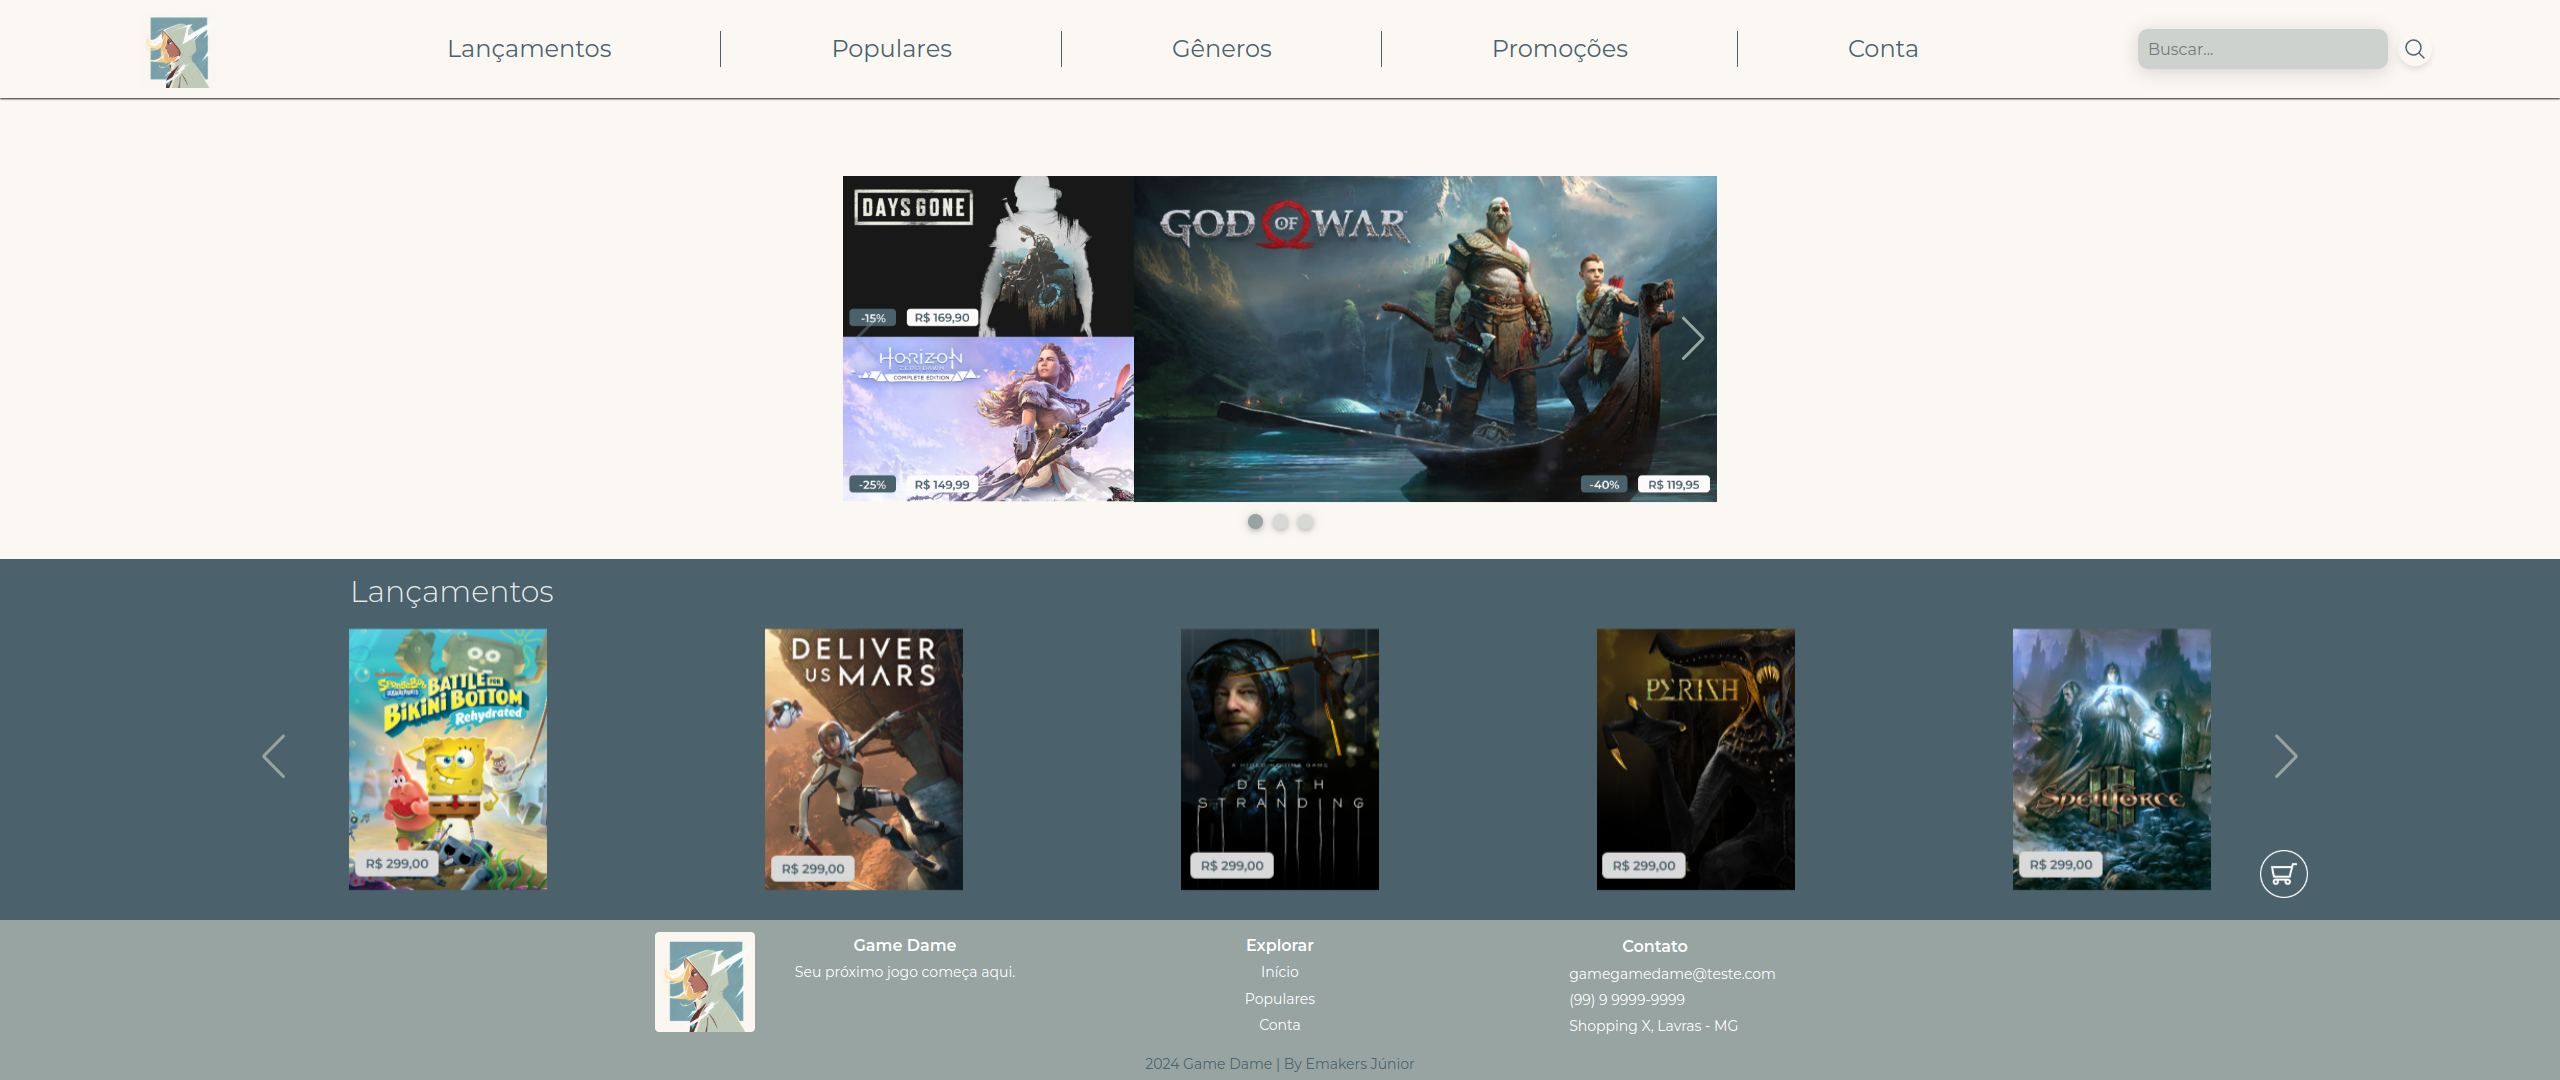 Lançamentos
Populares
Gêneros
Promoções
Conta
Buscar...
DAYS GONE
-15% R$ 169,90
HORIZON
ZERO DAWN
COMPLETE EDITION
-25% R$ 149,99
GOD OF WAR
-40% R$ 119,95
Lançamentos
SpongeBob
SQUAREPANTS
BATTLE FOR
BIKINI BOTTOM
Rehydrated
R$ 299,00
DELIVER
US MARS
R$ 299,00
A HIDEO KOJIMA GAME
DEATH
STRANDING
R$ 299,00
PERISH
R$ 299,00
SPELLFORCE
III
R$ 299,00
Game Dame
Seu próximo jogo começa aqui.
Explorar
Início
Populares
Conta
Contato
gamegamedame@teste.com
(99) 9 9999-9999
Shopping X, Lavras - MG
2024 Game Dame | By Emakers Júnior